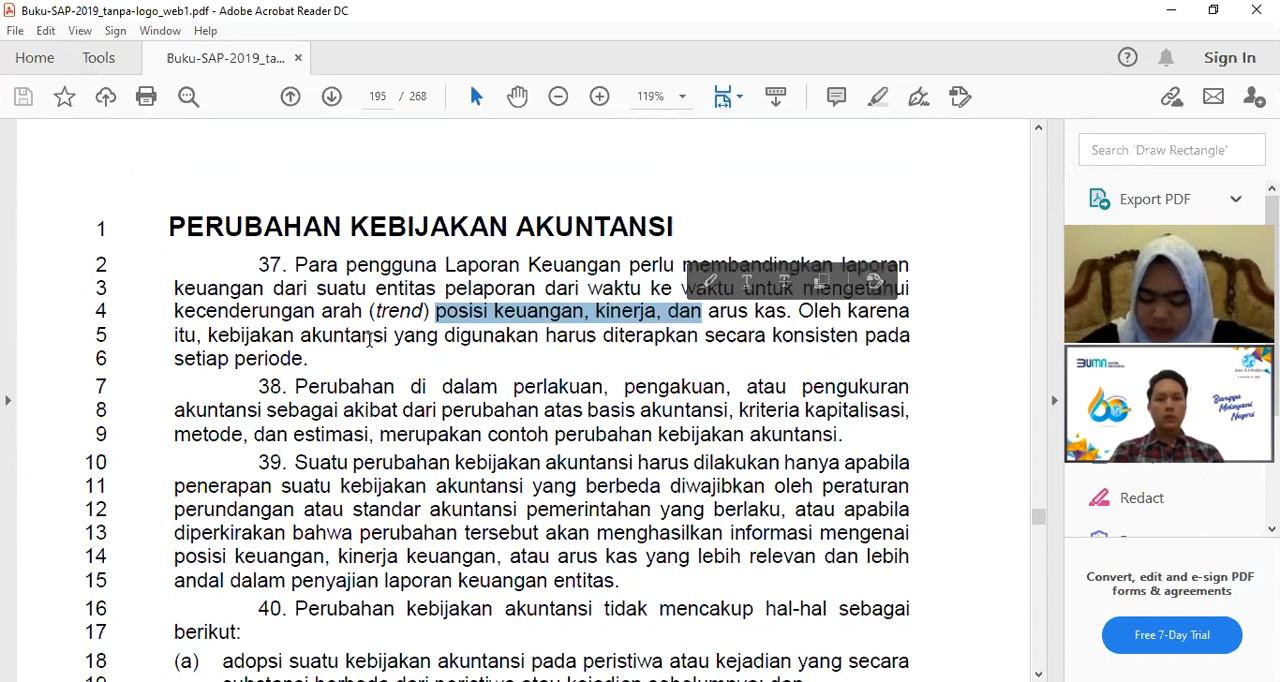 Buku-SAP-2019_tanpa-logo_web1.pdf - Adobe Acrobat Reader DC
File Edit View Sign Window Help
Home Tools Buku-SAP-2019_ta... × Sign In
195 / 268 119%
Search 'Draw Rectangle'
Export PDF
PERUBAHAN KEBIJAKAN AKUNTANSI
1
2 37. Para pengguna Laporan Keuangan perlu membandingkan laporan
3 keuangan dari suatu entitas pelaporan dari waktu ke waktu untuk mengetahui
4 kecenderungan arah (trend) posisi keuangan, kinerja, dan arus kas. Oleh karena
5 itu, kebijakan akuntansi yang digunakan harus diterapkan secara konsisten pada
6 setiap periode.
7 38. Perubahan di dalam perlakuan, pengakuan, atau pengukuran
8 akuntansi sebagai akibat dari perubahan atas basis akuntansi, kriteria kapitalisasi,
9 metode, dan estimasi, merupakan contoh perubahan kebijakan akuntansi.
10 39. Suatu perubahan kebijakan akuntansi harus dilakukan hanya apabila
11 penerapan suatu kebijakan akuntansi yang berbeda diwajibkan oleh peraturan
12 perundangan atau standar akuntansi pemerintahan yang berlaku, atau apabila
13 diperkirakan bahwa perubahan tersebut akan menghasilkan informasi mengenai
14 posisi keuangan, kinerja keuangan, atau arus kas yang lebih relevan dan lebih
15 andal dalam penyajian laporan keuangan entitas.
16 40. Perubahan kebijakan akuntansi tidak mencakup hal-hal sebagai
17 berikut:
18 (a) adopsi suatu kebijakan akuntansi pada peristiwa atau kejadian yang secara
BUMN
60
Bangga
Melayani
Negeri
Redact
Convert, edit and e-sign PDF
forms & agreements
Free 7-Day Trial